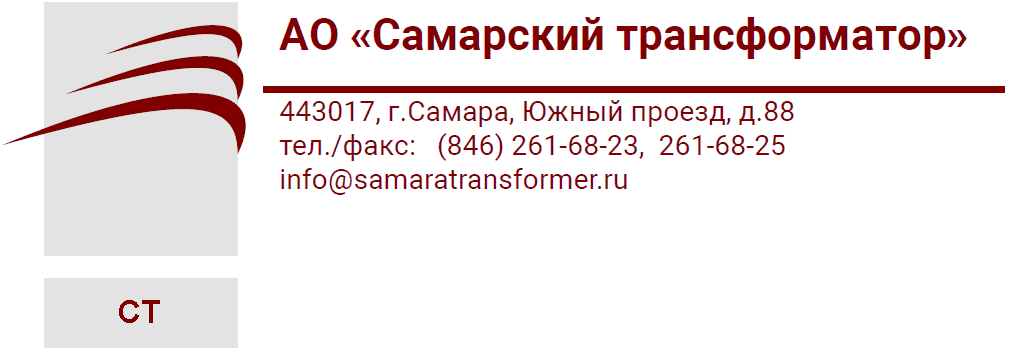 АО «Самарский трансформатор»
443017, г.Самара, Южный проезд, д.88
тел./факс: (846) 261-68-23, 261-68-25
info@samaratransformer.ru
СТ